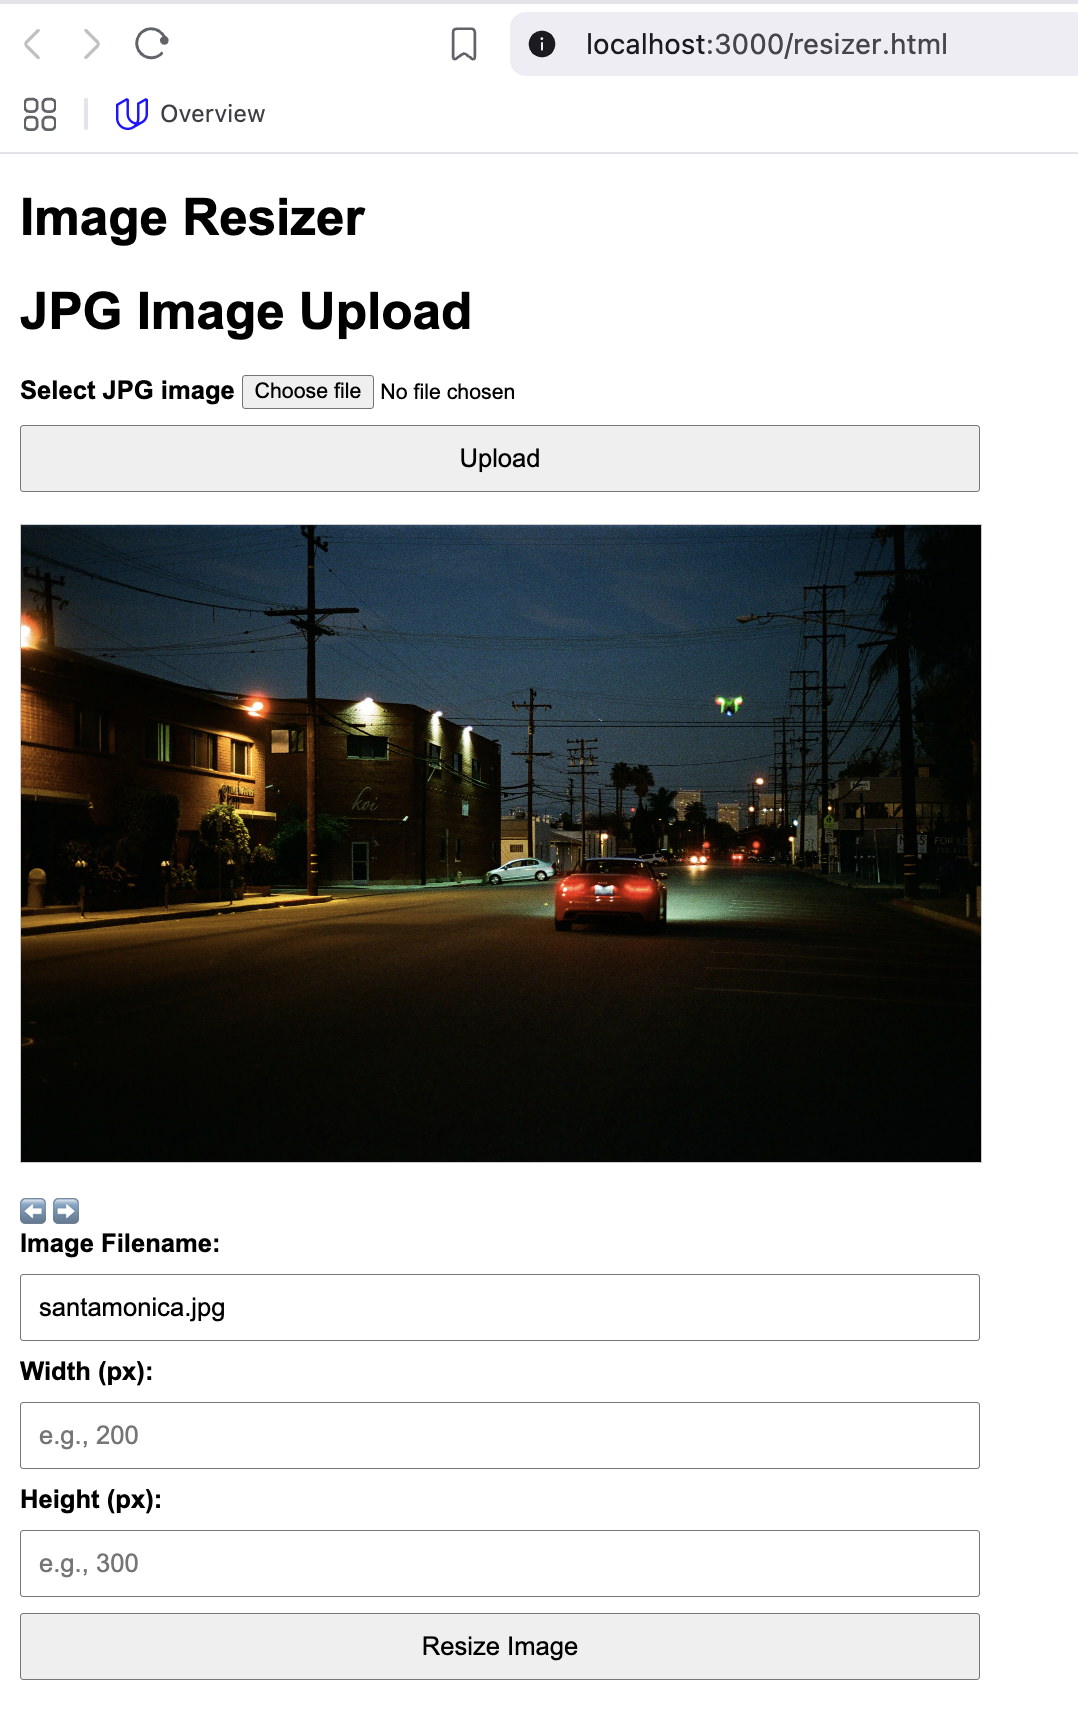 localhost:3000/resizer.html
Overview
Image Resizer
JPG Image Upload
Select JPG image Choose file No file chosen
Upload
koi
FOR
Image Filename:
santamonica.jpg
Width (px):
e.g., 200
Height (px):
e.g., 300
Resize Image